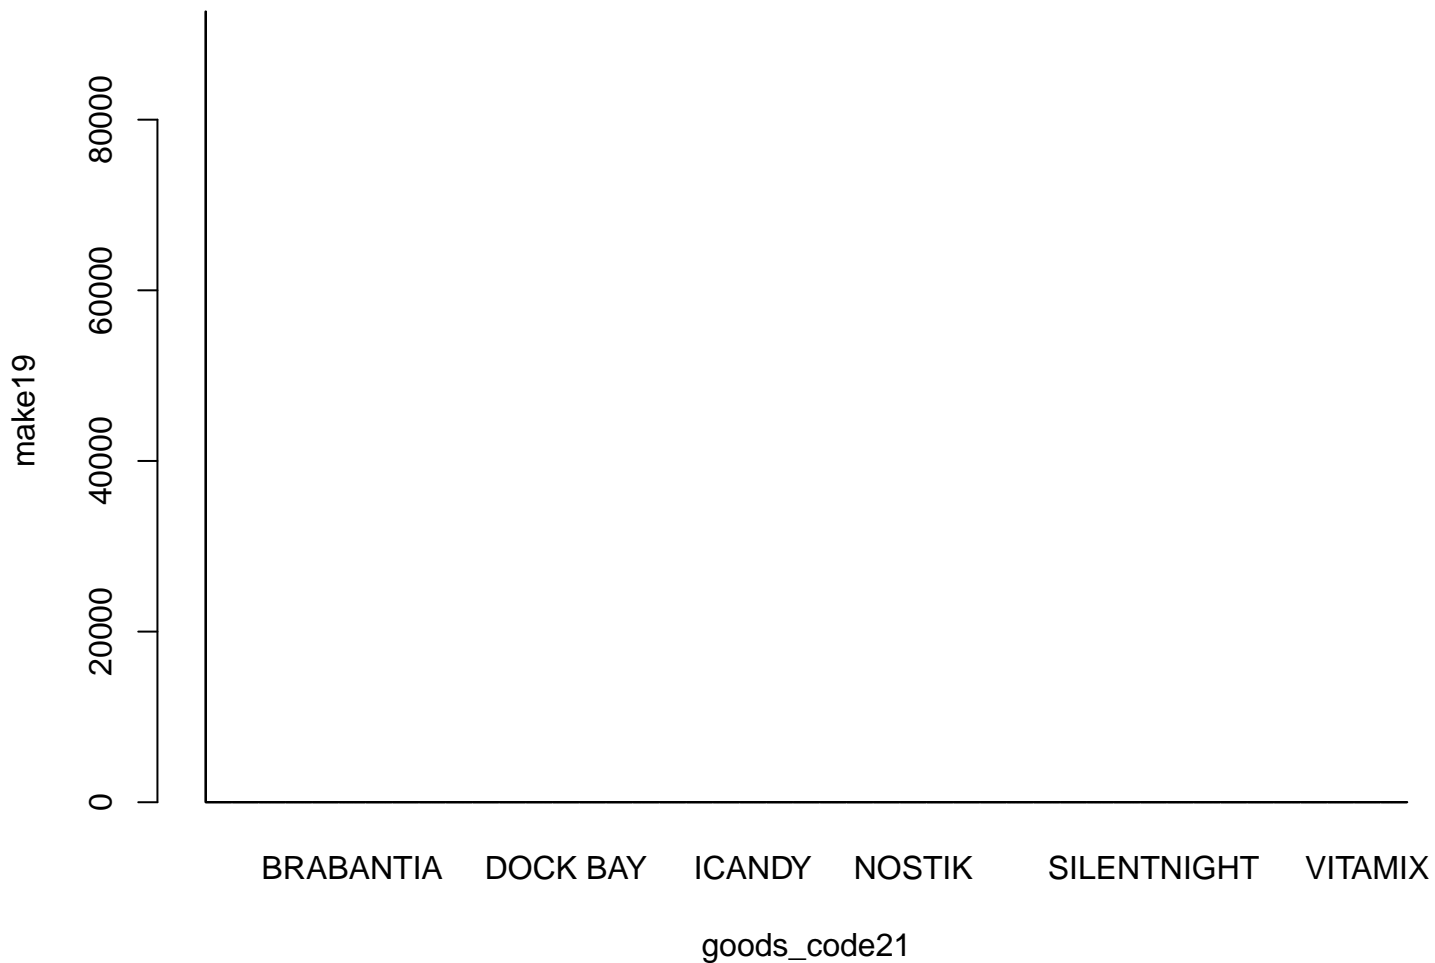 80000
60000
40000
20000
0
make19
BRABANTIA DOCK BAY ICANDY NOSTIK SILENTNIGHT VITAMIX
goods_code21